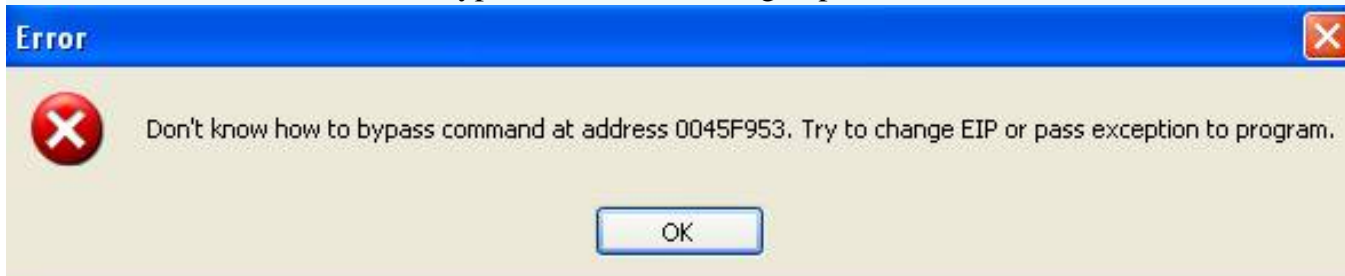 Error
Don't know how to bypass command at address 0045F953. Try to change EIP or pass exception to program.
OK